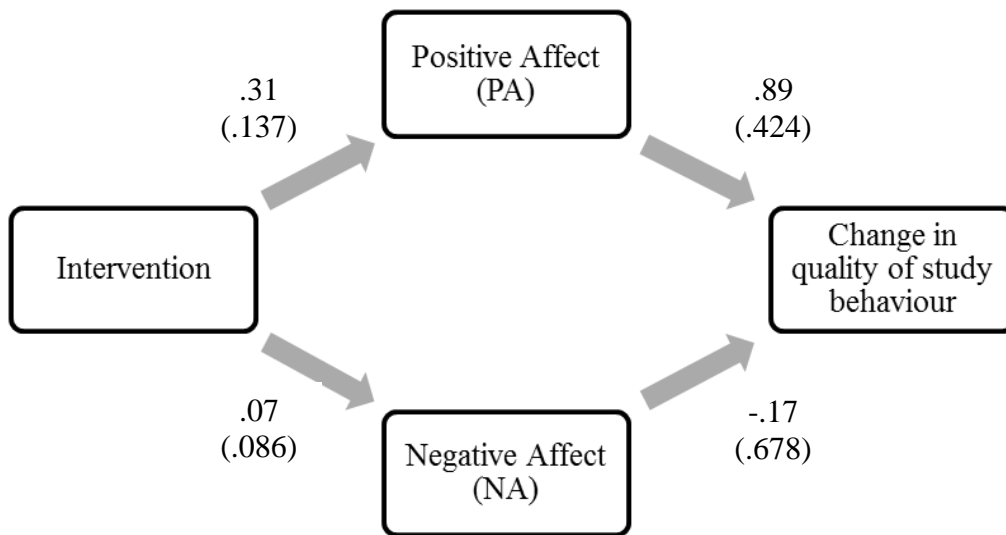 Positive Affect
(PA)
.31
(.137)
.89
(.424)
Intervention
Change in
quality of study
behaviour
.07
(.086)
-.17
(.678)
Negative Affect
(NA)